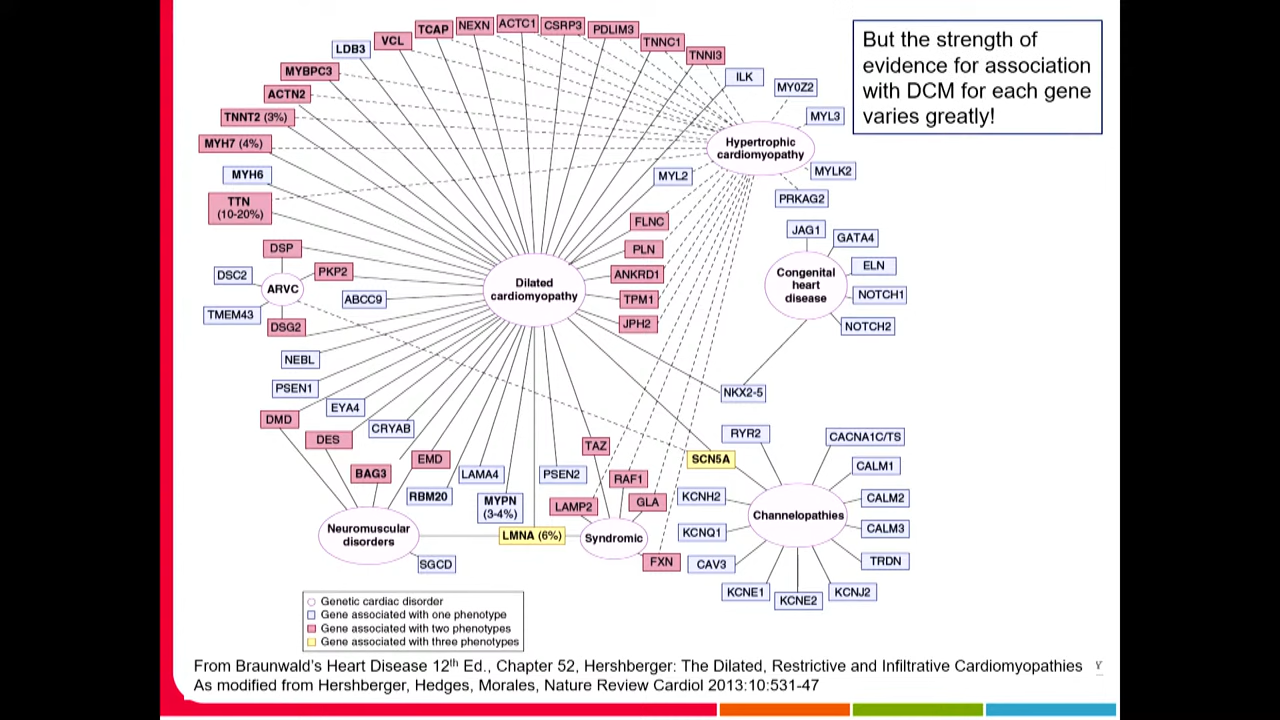 But the strength of
evidence for association
with DCM for each gene
varies greatly!
LDB3
VCL
TCAP
NEXN
ACTC1
CSRP3
PDLIM3
TNNC1
TNNI3
ILK
MY0Z2
MYL3
MYBPC3
ACTN2
TNNT2 (3%)
MYH7 (4%)
MYH6
TTN
(10-20%)
Hypertrophic
cardiomyopathy
MYLK2
PRKAG2
MYL2
FLNC
PLN
ANKRD1
TPM1
JPH2
JAG1
GATA4
ELN
NOTCH1
NOTCH2
Congenital
heart
disease
NKX2-5
Dilated
cardiomyopathy
DSP
DSC2
PKP2
ARVC
TMEM43
DSG2
ABCC9
NEBL
PSEN1
EYA4
DMD
DES
CRYAB
BAG3
EMD
RBM20
LAMA4
MYPN
(3-4%)
PSEN2
TAZ
RAF1
LAMP2
GLA
LMNA (6%)
Syndromic
FXN
Neuromuscular
disorders
SGCD
SCN5A
RYR2
CACNA1C/TS
CALM1
CALM2
CALM3
TRDN
KCNJ2
KCNE2
KCNE1
CAV3
KCNQ1
KCNH2
Channelopathies
Genetic cardiac disorder
Gene associated with one phenotype
Gene associated with two phenotypes
Gene associated with three phenotypes
From Braunwald's Heart Disease 12th Ed., Chapter 52, Hershberger: The Dilated, Restrictive and Infiltrative Cardiomyopathies
As modified from Hershberger, Hedges, Morales, Nature Review Cardiol 2013:10:531-47